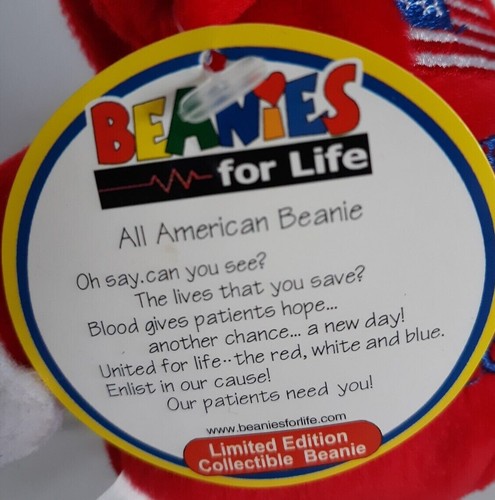 BEANiES
for Life
All American Beanie
Oh say.can you see?
The lives that you save?
Blood gives patients hope...
another chance... a new day!
United for life--the red, white and blue.
Enlist in our cause!
Our patients need you!
www.beaniesforlife.com
Limited Edition
Collectible Beanie